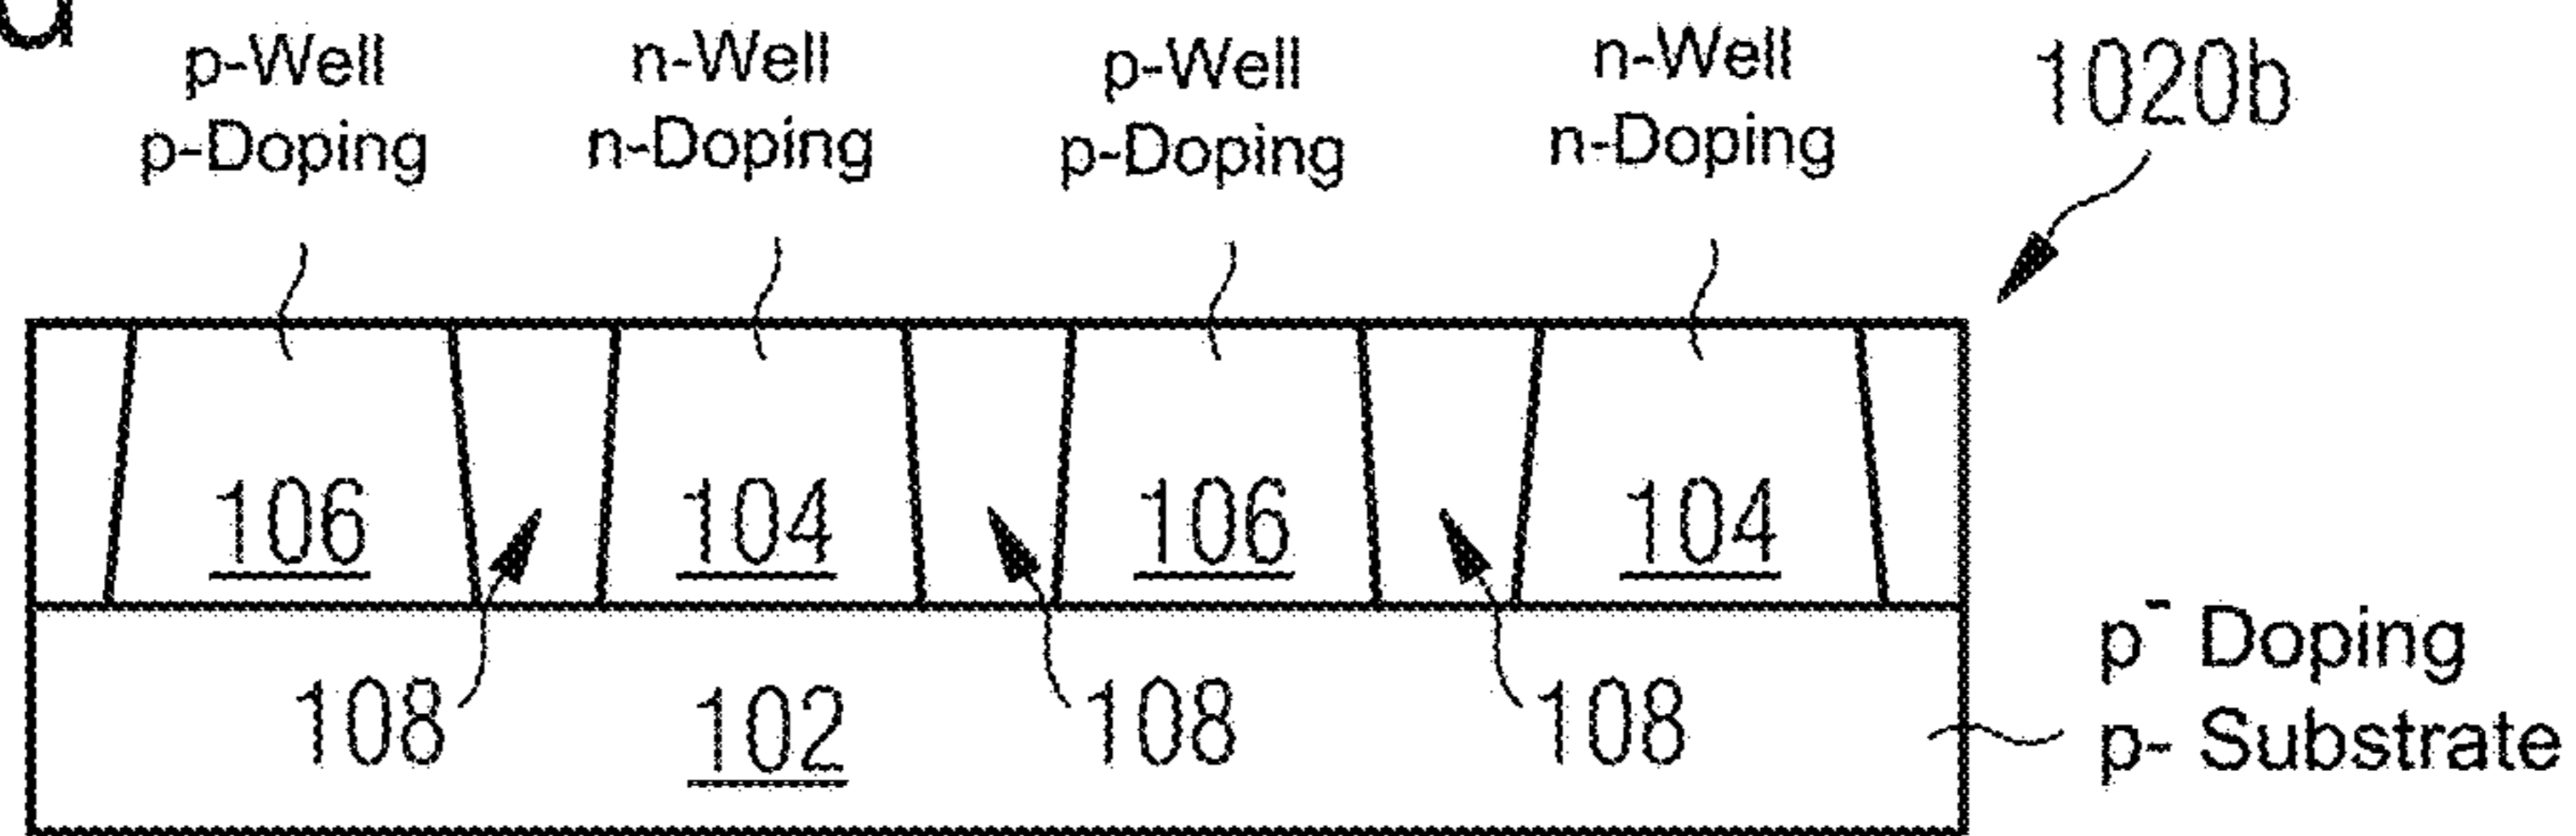 p-Well n-Well p-Well n-Well
p-Doping n-Doping p-Doping n-Doping
1020b
106 104 106 104
p⁻ Doping
p- Substrate
108 102 108 108